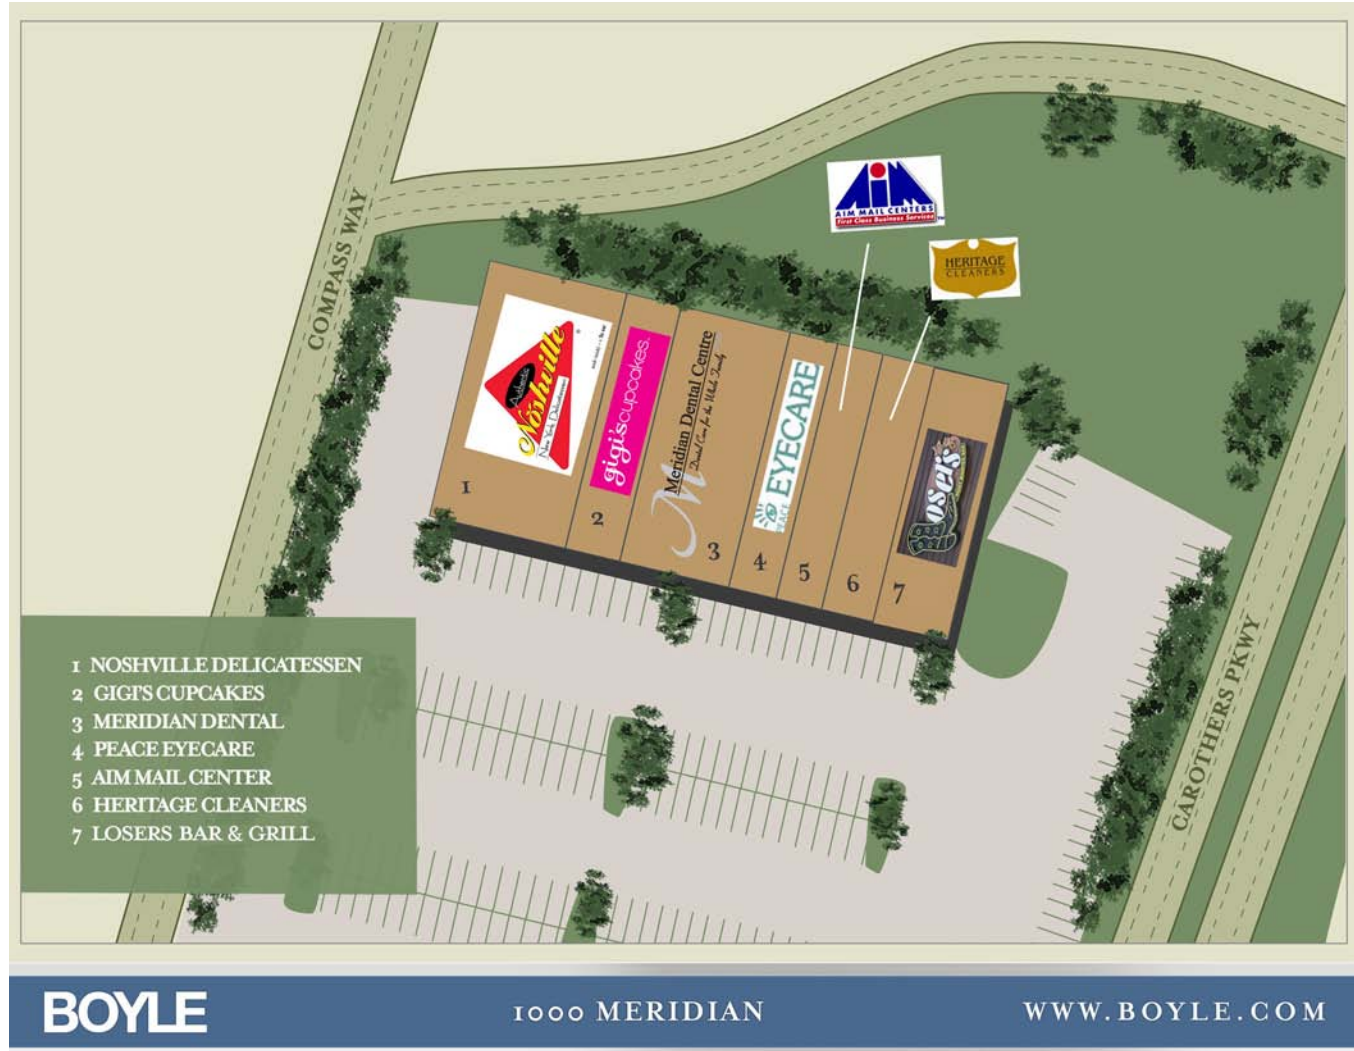 COMPASS WAY
AIM
AIM MAIL CENTERS
First Class Business Services
HERITAGE
CLEANERS
Authentic
Nöshville
New York Delicatessen
gigi's cupcakes.
Meridian Dental Centre
Dental Care for the Whole Family
M
PEACE EYECARE
Losers
1
2
3
4
5
6
7
CAROTHERS PKWY
1 NOSHVILLE DELICATESSEN
2 GIGI'S CUPCAKES
3 MERIDIAN DENTAL
4 PEACE EYECARE
5 AIM MAIL CENTER
6 HERITAGE CLEANERS
7 LOSERS BAR & GRILL
BOYLE
1000 MERIDIAN
WWW.BOYLE.COM